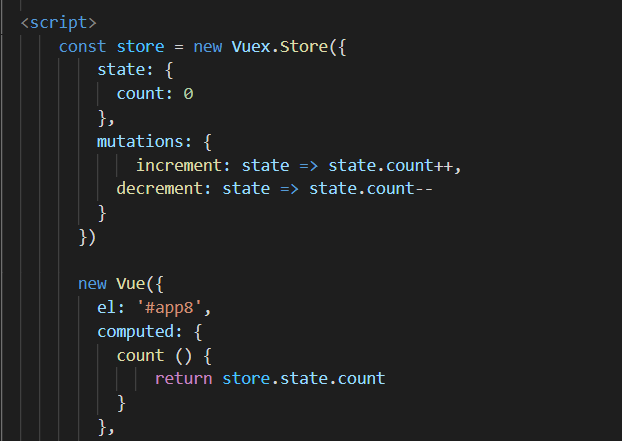 <script>
const store = new Vuex.Store({
state: {
count: 0
},
mutations: {
increment: state => state.count++,
decrement: state => state.count--
}
})
new Vue({
el: '#app8',
computed: {
count () {
return store.state.count
}
},